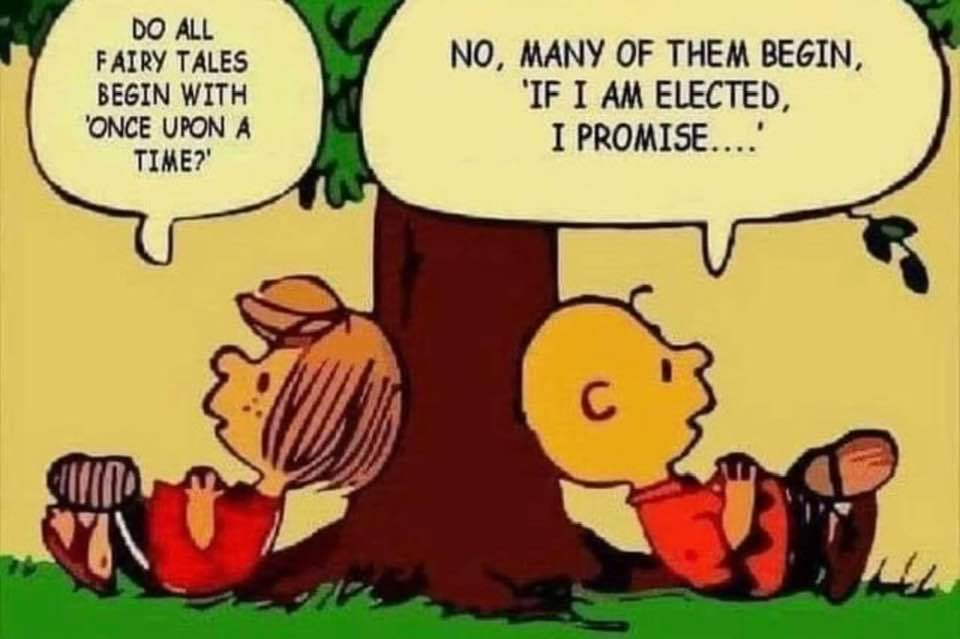 DO ALL
FAIRY TALES
BEGIN WITH
'ONCE UPON A
TIME?'
NO, MANY OF THEM BEGIN,
'IF I AM ELECTED,
I PROMISE....'